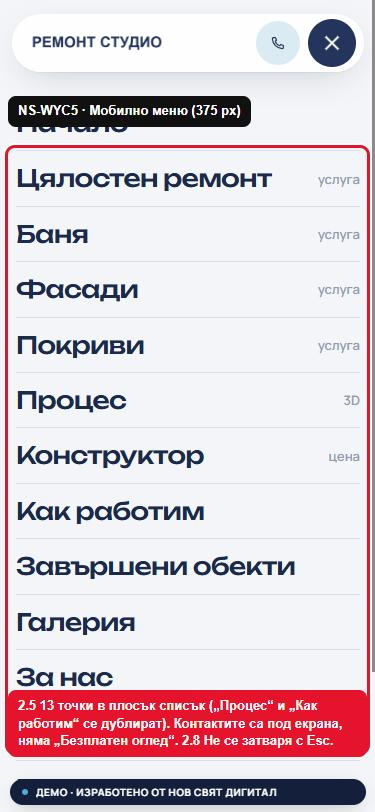 РЕМОНТ СТУДИО
NS-WYC5 · Мобилно меню (375 px)
Начало
Цялостен ремонт услуга
Баня услуга
Фасади услуга
Покриви услуга
Процес 3D
Конструктор цена
Как работим
Завършени обекти
Галерия
За нас
2.5 13 точки в плосък списък („Процес“ и „Как
работим“ се дублират). Контактите са под екрана,
няма „Безплатен оглед“. 2.8 Не се затваря с Esc.
ДЕМО · ИЗРАБОТЕНО ОТ НОВ СВЯТ ДИГИТАЛ